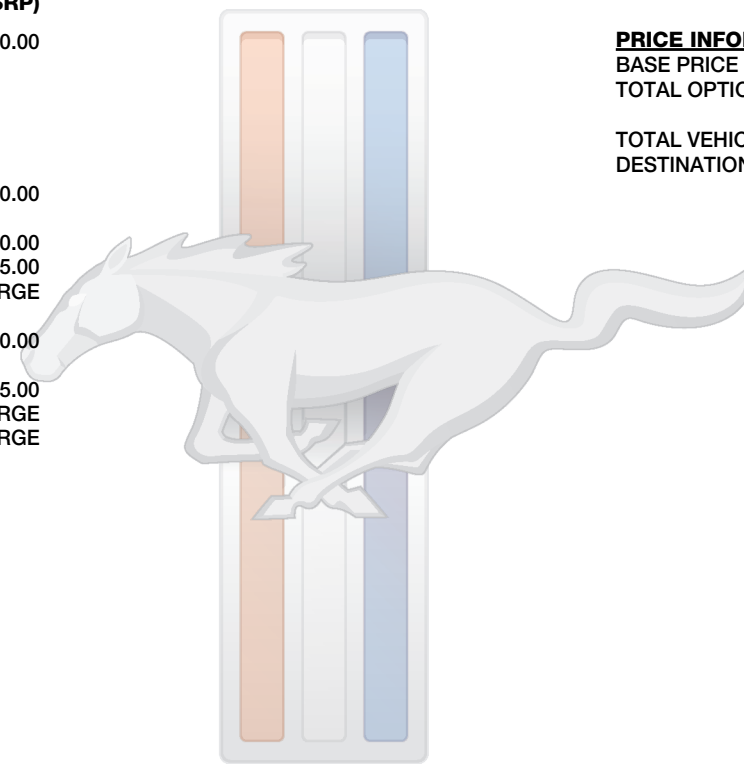 SRP)
0.00
0.00
0.00
5.00
RGE
0.00
5.00
RGE
RGE
PRICE INFO
BASE PRICE
TOTAL OPTIO
TOTAL VEHIC
DESTINATION